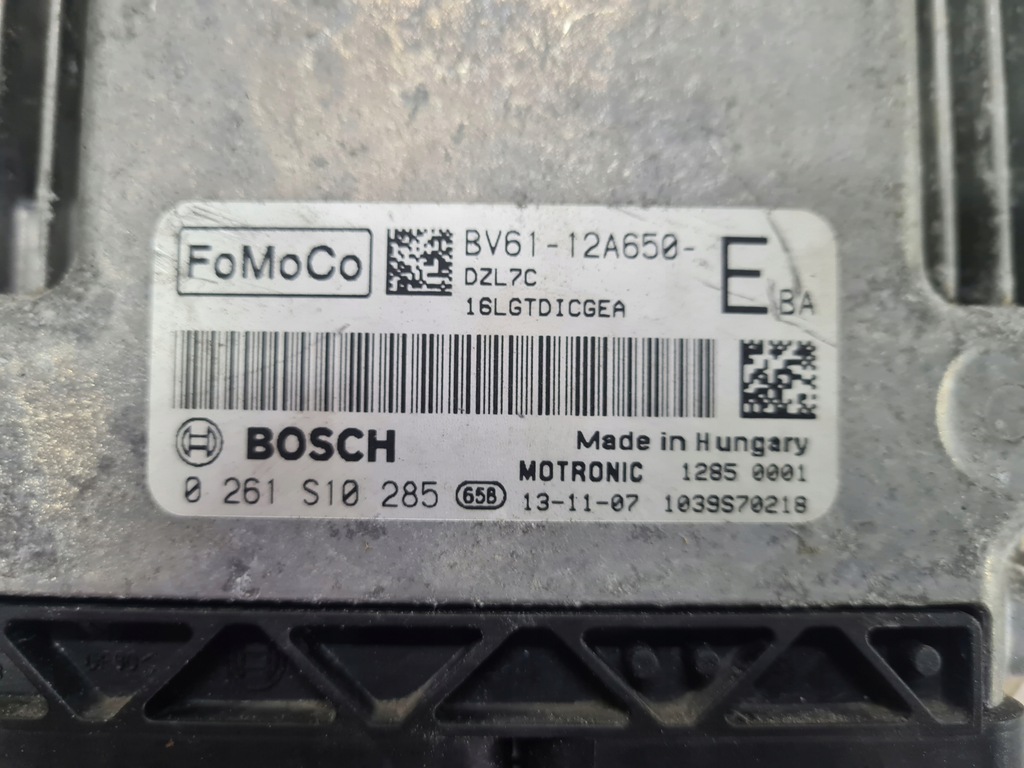 FoMoCo
BV61-12A650-
E
BA
DZL7C
16LGTDICGEA
BOSCH
Made in Hungary
MOTRONIC 1285 0001
0 261 S10 285 65B 13-11-07 1039S70218